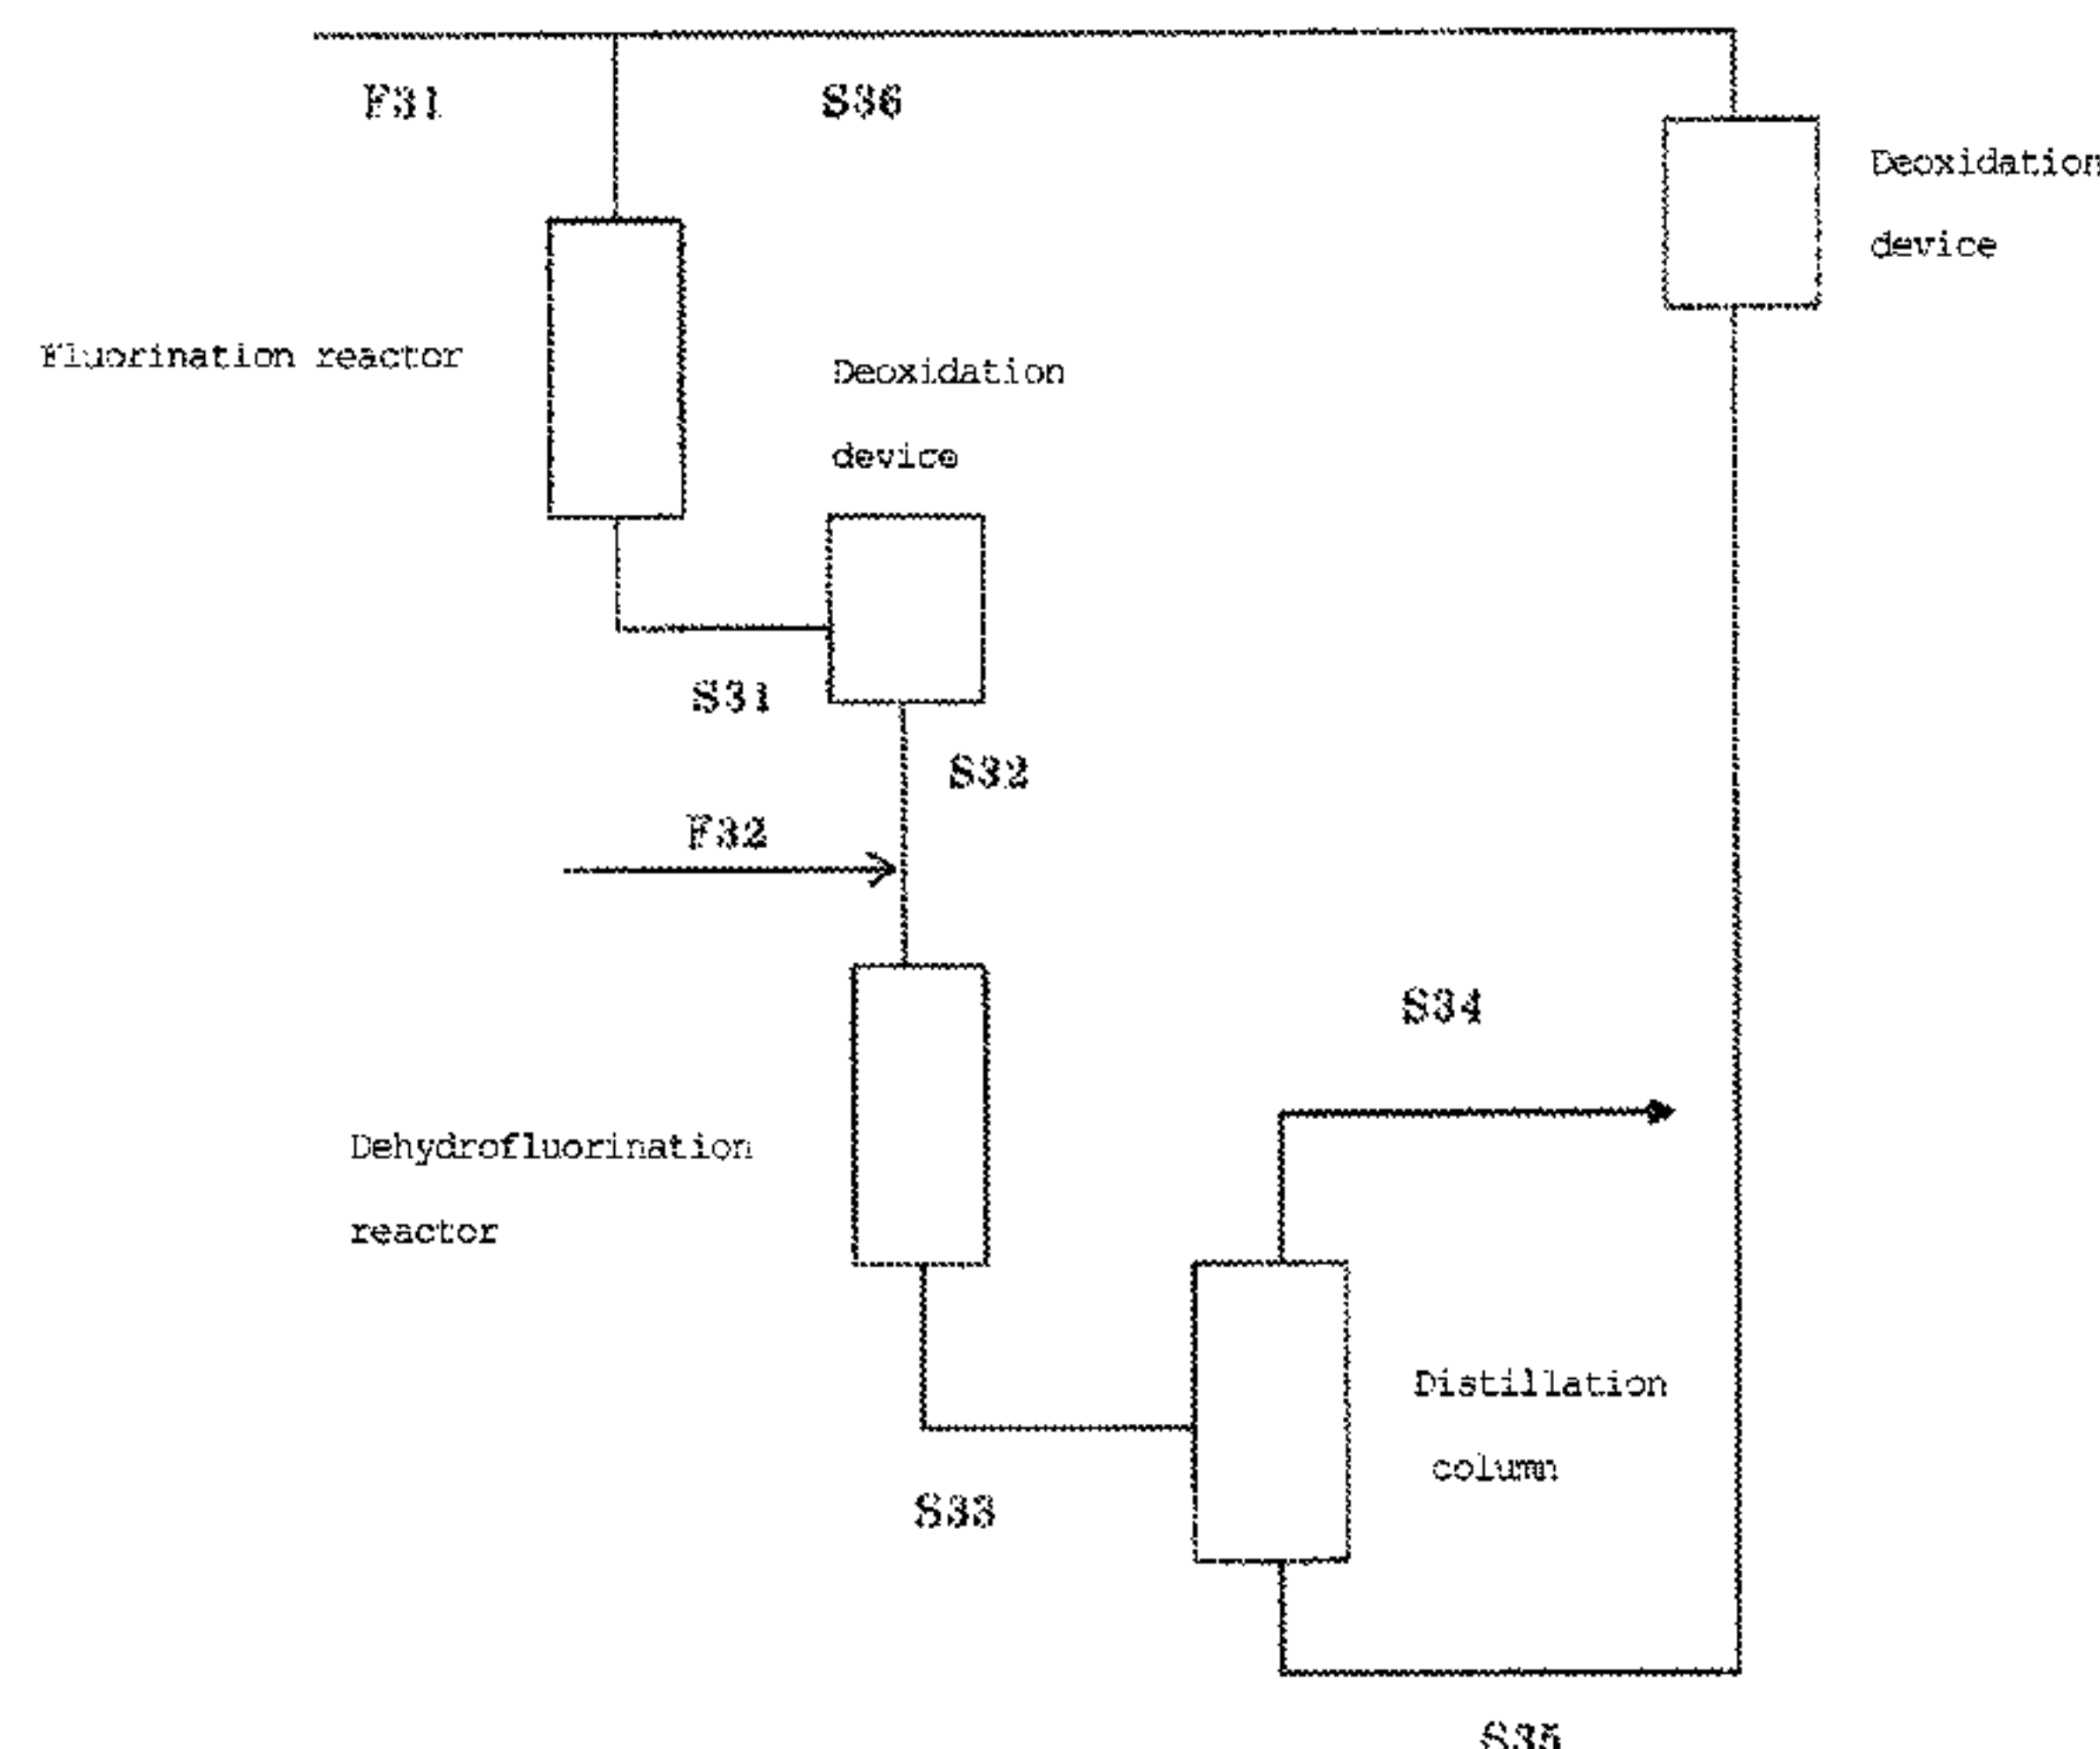 F31
S36
Deoxidation
device
Fluorination reactor
Deoxidation
device
S31
S32
F32
S34
Dehydrofluorination
reactor
Distillation
column
S33
S35